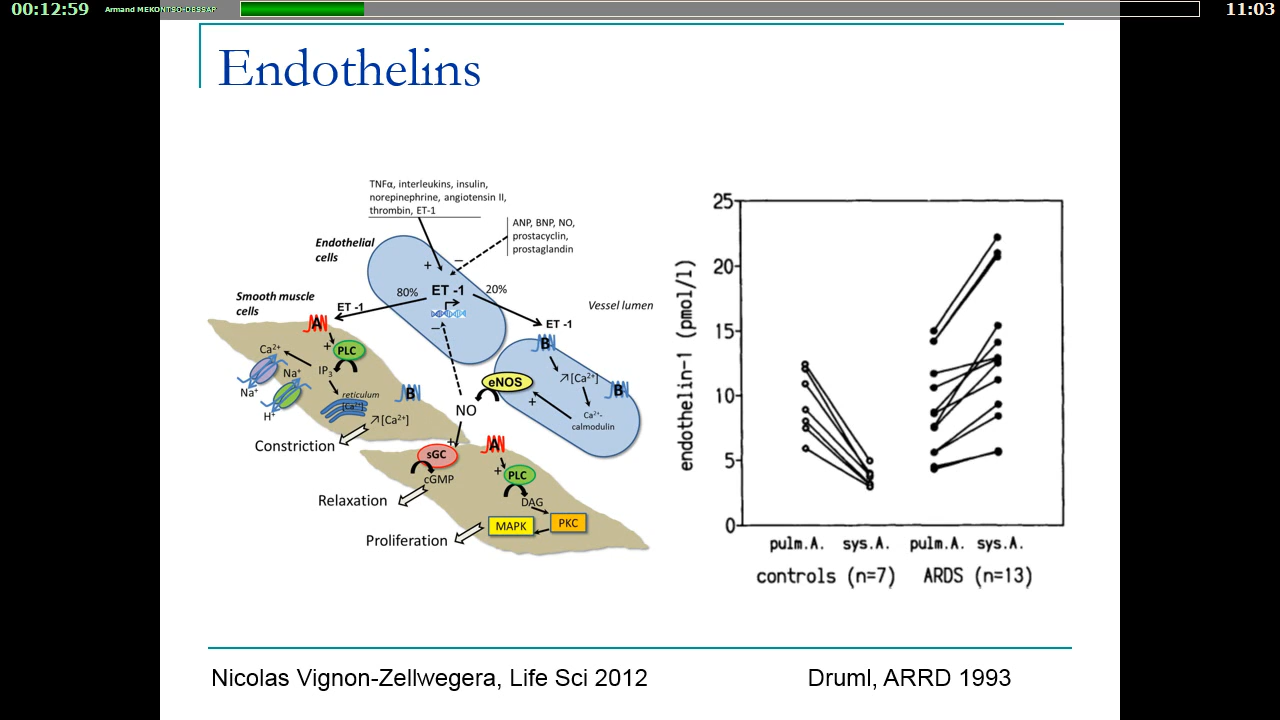 00:12:59
Armand MEKONTSO-DESSAP
11:03
Endothelins
TNFα, interleukins, insulin,
norepinephrine, angiotensin II,
thrombin, ET-1
ANP, BNP, NO,
prostacyclin,
prostaglandin
Endothelial
cells
+
−
ET -1
80%
20%
−
Smooth muscle
cells
ET -1
Vessel lumen
ET -1
A
B
+
PLC
Ca²⁺
IP₃
Na⁺
Na⁺
H⁺
reticulum
[Ca²⁺]
↗[Ca²⁺]
B
Constriction
eNOS
↗[Ca²⁺]
B
+
Ca²⁺-
calmodulin
NO
+
sGC
cGMP
Relaxation
A
+
PLC
DAG
MAPK
PKC
Proliferation
endothelin-1 (pmol/l)
25
20
15
10
5
0
pulm.A. sys.A. pulm.A. sys.A.
controls (n=7) ARDS (n=13)
Nicolas Vignon-Zellwegera, Life Sci 2012
Druml, ARRD 1993